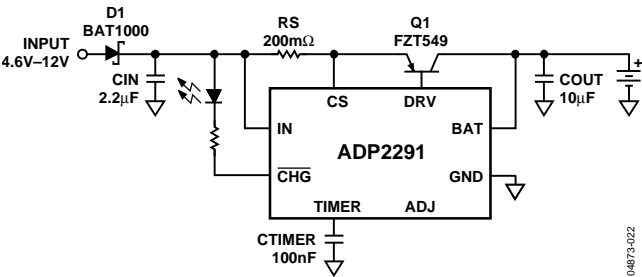 D1
BAT1000
RS
200mΩ
Q1
FZT549
INPUT
4.6V–12V
CIN
2.2μF
COUT
10μF
+
CS
DRV
IN
BAT
ADP2291
CHG
GND
TIMER
ADJ
CTIMER
100nF
04873-022